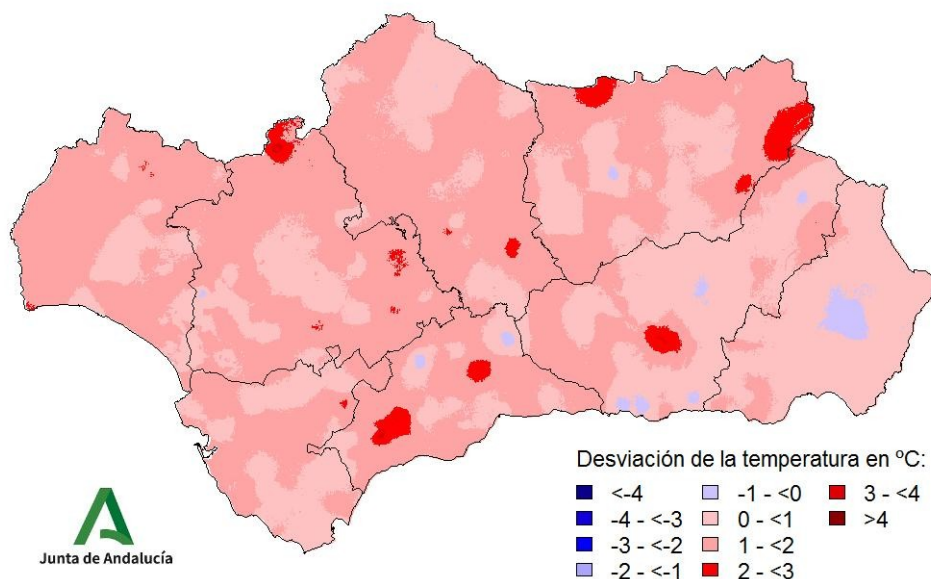 Desviación de la temperatura en ºC:
<-4 -1 - <0 3 - <4
-4 - <-3 0 - <1 >4
-3 - <-2 1 - <2
-2 - <-1 2 - <3
Junta de Andalucía